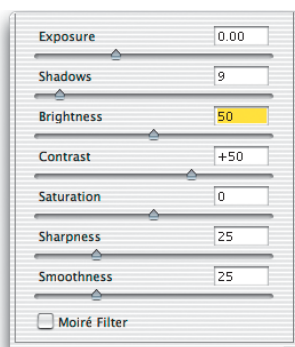 Exposure 0.00
Shadows 9
Brightness 50
Contrast +50
Saturation 0
Sharpness 25
Smoothness 25
Moiré Filter